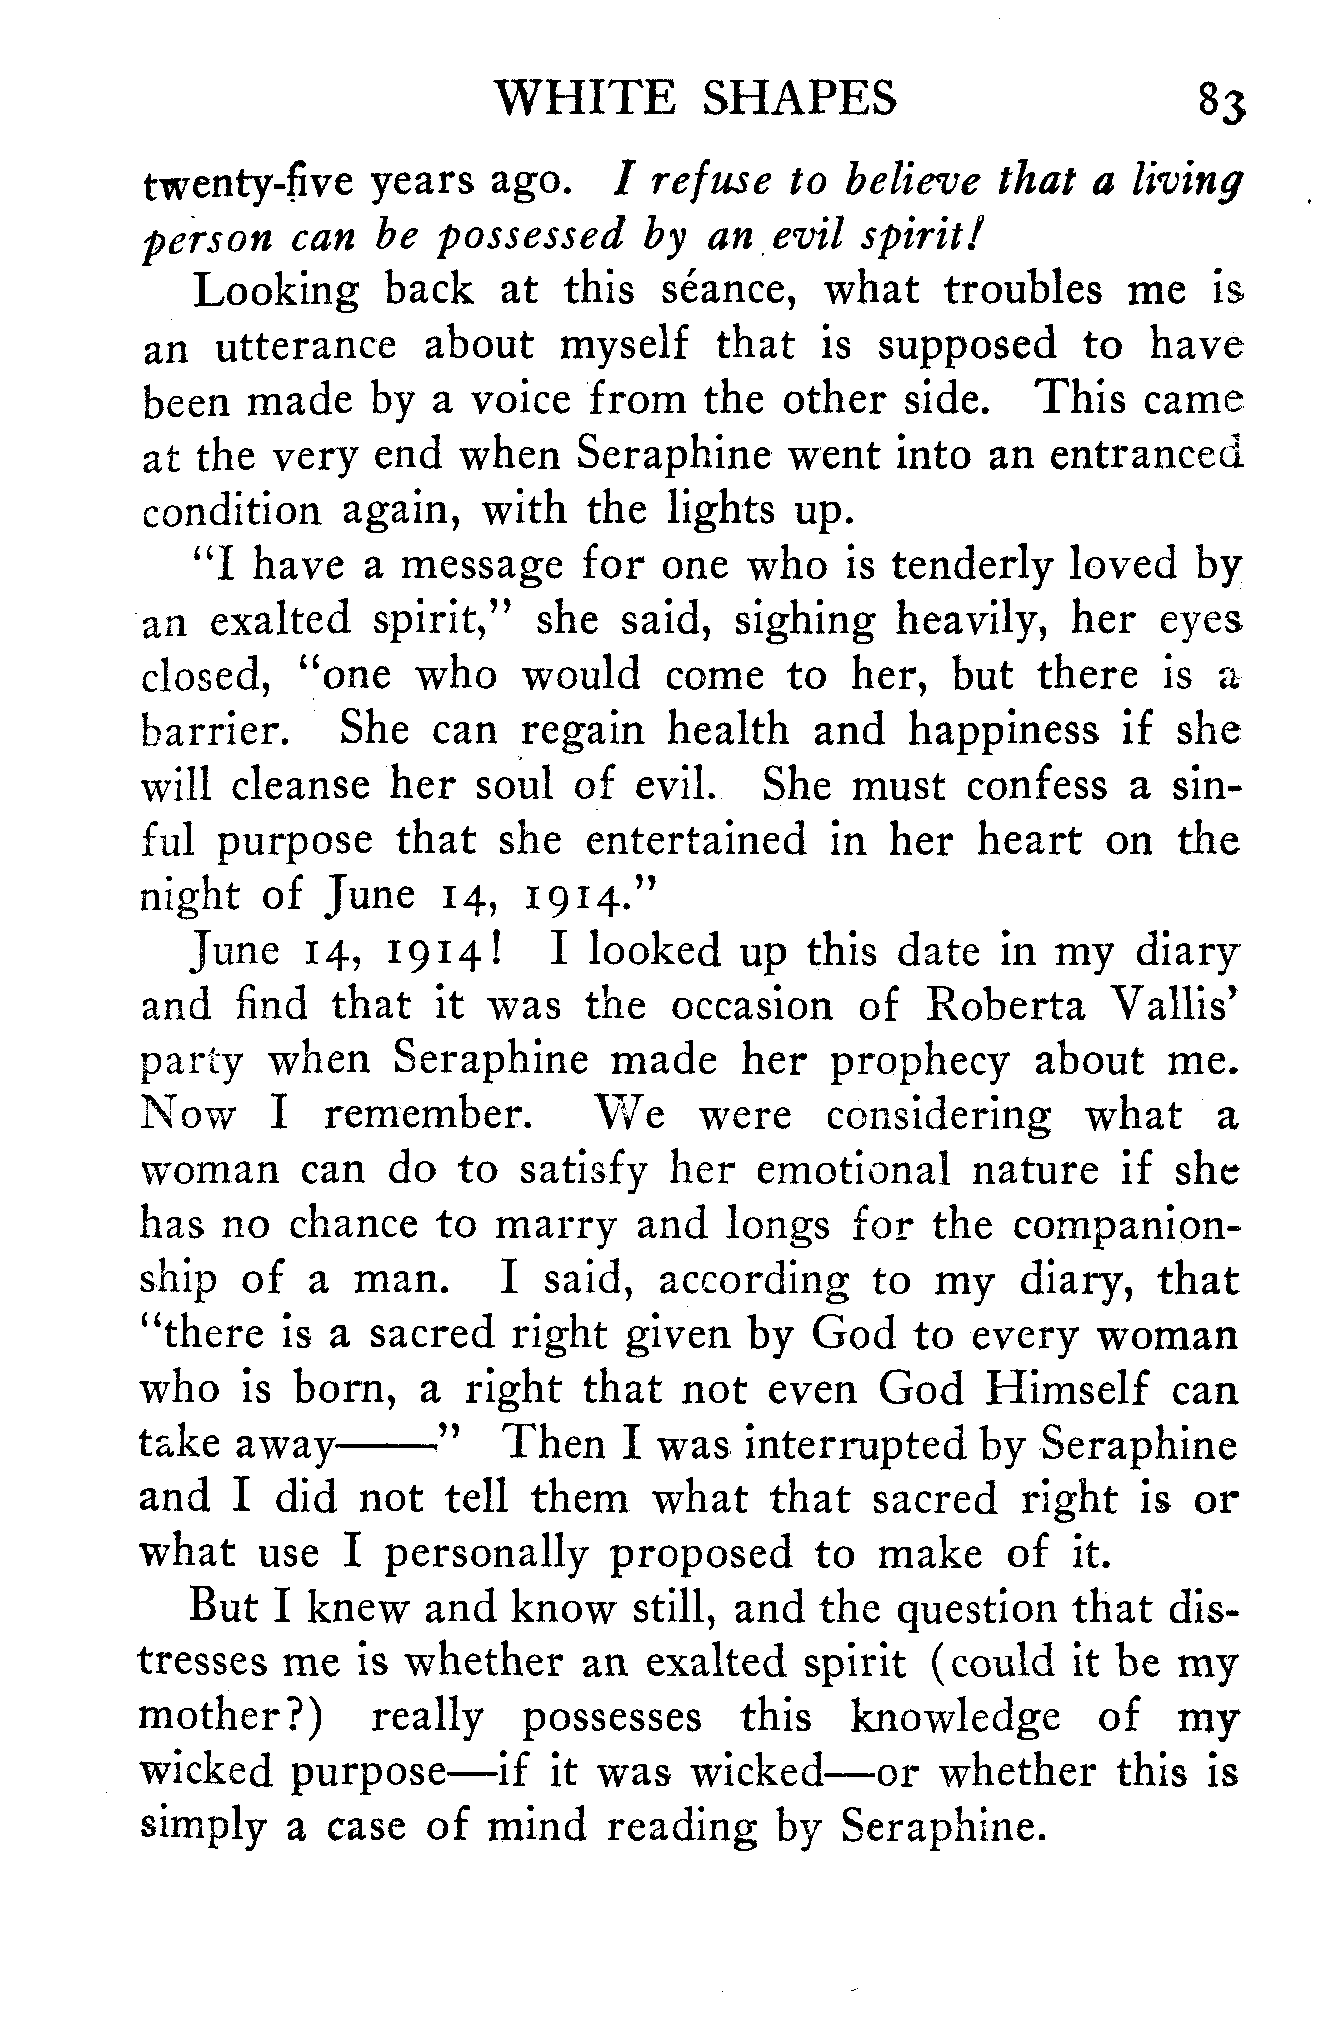 WHITE SHAPES 83
twenty-five years ago. I refuse to believe that a living
person can be possessed by an evil spirit!
Looking back at this séance, what troubles me is
an utterance about myself that is supposed to have
been made by a voice from the other side. This came
at the very end when Seraphine went into an entranced
condition again, with the lights up.
“I have a message for one who is tenderly loved by
an exalted spirit,” she said, sighing heavily, her eyes
closed, “one who would come to her, but there is a
barrier. She can regain health and happiness if she
will cleanse her soul of evil. She must confess a sin-
ful purpose that she entertained in her heart on the
night of June 14, 1914.”
June 14, 1914! I looked up this date in my diary
and find that it was the occasion of Roberta Vallis’
party when Seraphine made her prophecy about me.
Now I remember. We were considering what a
woman can do to satisfy her emotional nature if she
has no chance to marry and longs for the companion-
ship of a man. I said, according to my diary, that
“there is a sacred right given by God to every woman
who is born, a right that not even God Himself can
take away——” Then I was interrupted by Seraphine
and I did not tell them what that sacred right is or
what use I personally proposed to make of it.
But I knew and know still, and the question that dis-
tresses me is whether an exalted spirit (could it be my
mother?) really possesses this knowledge of my
wicked purpose—if it was wicked—or whether this is
simply a case of mind reading by Seraphine.